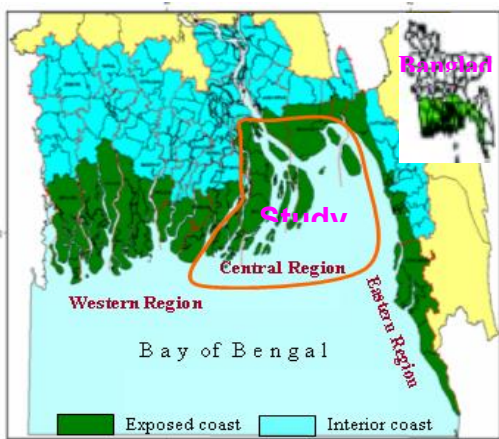 Banglad
Study
Central Region
Western Region
Eastern Region
Bay of Bengal
Exposed coast
Interior coast